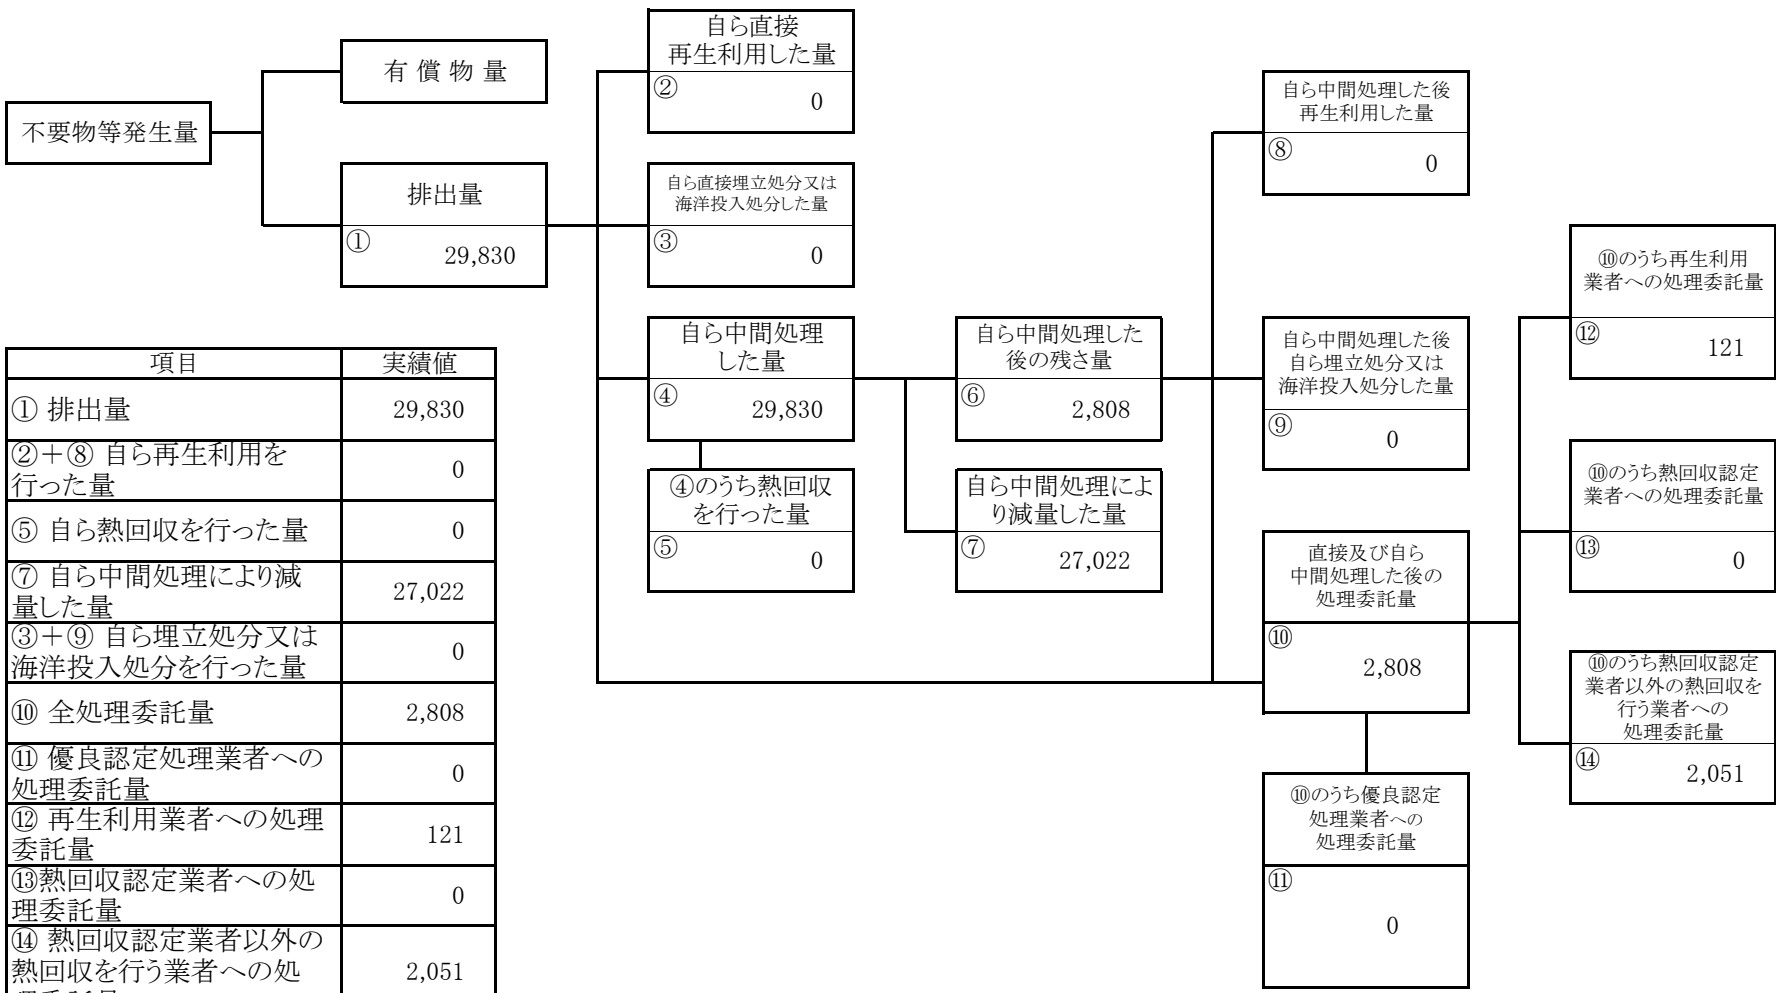 不要物等発生量
有 償 物 量
排出量
①
29,830
自ら直接
再生利用した量
②
0
自ら直接埋立処分又は
海洋投入処分した量
③
0
自ら中間処理
した量
④
29,830
④のうち熱回収
を行った量
⑤
0
自ら中間処理した
後の残さ量
⑥
2,808
自ら中間処理によ
り減量した量
⑦
27,022
自ら中間処理した後
再生利用した量
⑧
0
自ら中間処理した後
自ら埋立処分又は
海洋投入処分した量
⑨
0
直接及び自ら
中間処理した後の
処理委託量
⑩
2,808
⑩のうち優良認定
処理業者への
処理委託量
⑪
0
⑩のうち再生利用
業者への処理委託量
⑫
121
⑩のうち熱回収認定
業者への処理委託量
⑬
0
⑩のうち熱回収認定
業者以外の熱回収を
行う業者への
処理委託量
⑭
2,051
項目 実績値
① 排出量 29,830
②＋⑧ 自ら再生利用を
行った量 0
⑤ 自ら熱回収を行った量 0
⑦ 自ら中間処理により減
量した量 27,022
③＋⑨ 自ら埋立処分又は
海洋投入処分を行った量 0
⑩ 全処理委託量 2,808
⑪ 優良認定処理業者への
処理委託量 0
⑫ 再生利用業者への処理
委託量 121
⑬熱回収認定業者への処
理委託量 0
⑭ 熱回収認定業者以外の
熱回収を行う業者への処 2,051